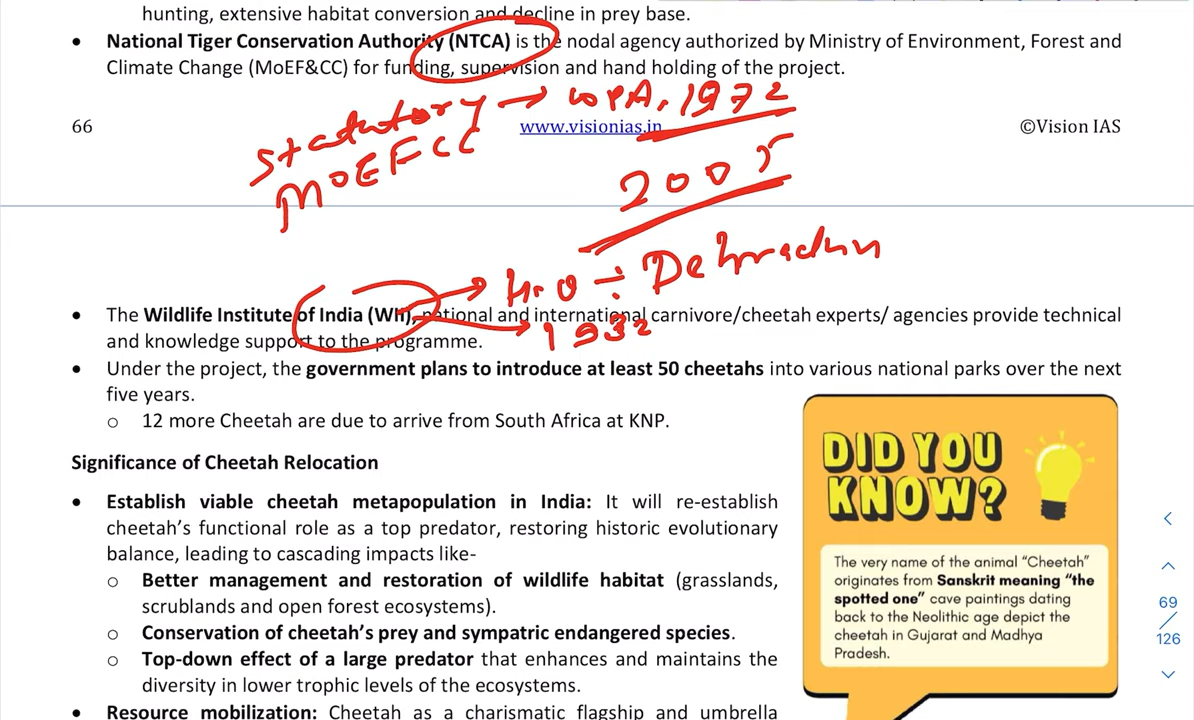 hunting, extensive habitat conversion and decline in prey base.
• National Tiger Conservation Authority (NTCA) is the nodal agency authorized by Ministry of Environment, Forest and
Climate Change (MoEF&CC) for funding, supervision and hand holding of the project.
statutory → WPA, 1972
MOEFCC
66
www.visionias.in
©Vision IAS
2005
H.O ÷ Dehradun
1932
• The Wildlife Institute of India (WII), national and international carnivore/cheetah experts/ agencies provide technical
and knowledge support to the programme.
• Under the project, the government plans to introduce at least 50 cheetahs into various national parks over the next
five years.
o 12 more Cheetah are due to arrive from South Africa at KNP.
Significance of Cheetah Relocation
• Establish viable cheetah metapopulation in India: It will re-establish
cheetah's functional role as a top predator, restoring historic evolutionary
balance, leading to cascading impacts like-
o Better management and restoration of wildlife habitat (grasslands,
scrublands and open forest ecosystems).
o Conservation of cheetah's prey and sympatric endangered species.
o Top-down effect of a large predator that enhances and maintains the
diversity in lower trophic levels of the ecosystems.
• Resource mobilization: Cheetah as a charismatic flagship and umbrella
DID YOU
KNOW?
The very name of the animal "Cheetah"
originates from Sanskrit meaning "the
spotted one" cave paintings dating
back to the Neolithic age depict the
cheetah in Gujarat and Madhya
Pradesh.
69
126